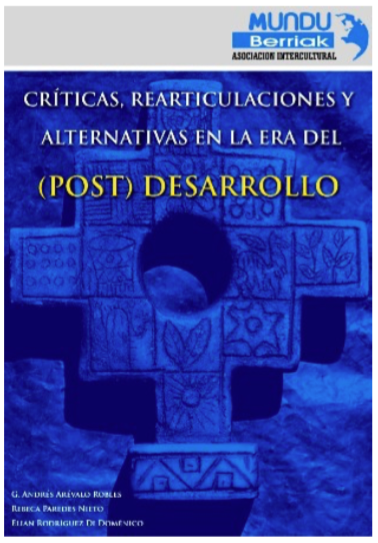 MUNDU
Berriak
ASOCIACIÓN INTERCULTURAL
CRÍTICAS, REARTICULACIONES Y
ALTERNATIVAS EN LA ERA DEL
(POST) DESARROLLO
G. ANDRÉS ARÉVALO ROBLES
REBECA PAREDES NIETO
ELIAN RODRÍGUEZ DI DOMÉNICO